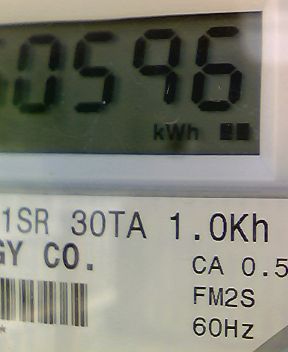 0596
kWh
1SR 30TA 1.0Kh
GY CO.
CA 0.5
FM2S
60Hz